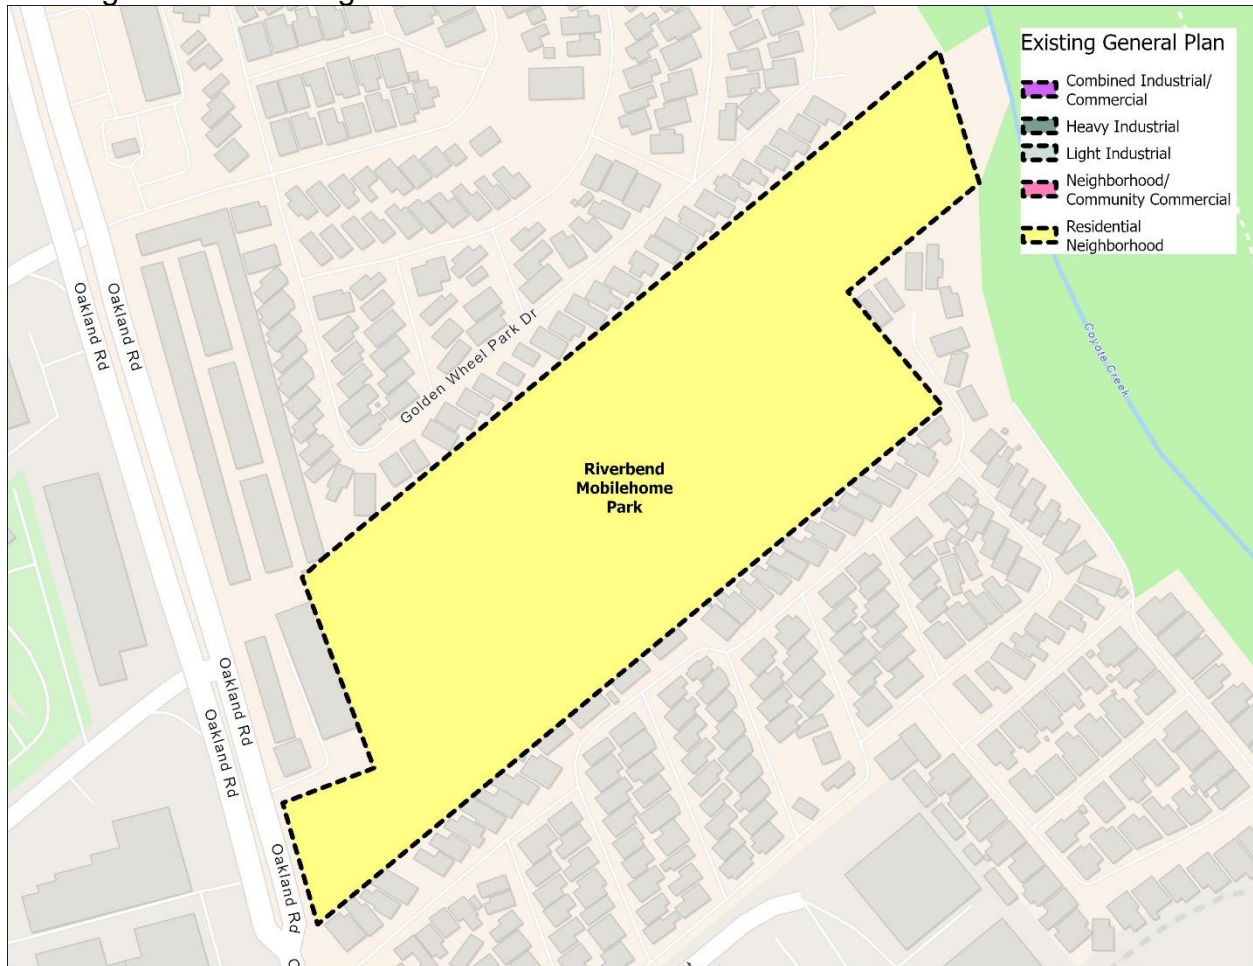 Existing General Plan
Combined Industrial/
Commercial
Heavy Industrial
Light Industrial
Neighborhood/
Community Commercial
Residential
Neighborhood
Oakland Rd
Oakland Rd
Golden Wheel Park Dr
Coyote Creek
Riverbend
Mobilehome
Park
Oakland Rd
Oakland Rd
Oakland Rd